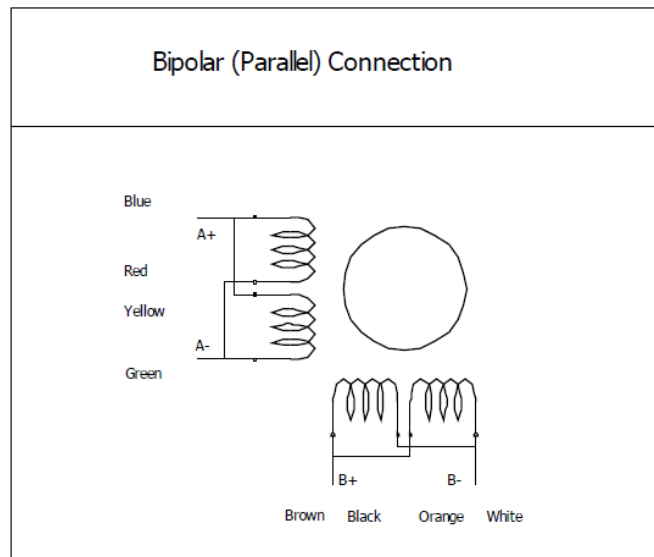 Bipolar (Parallel) Connection
Blue
A+
Red
Yellow
A-
Green
B+ B-
Brown Black Orange White